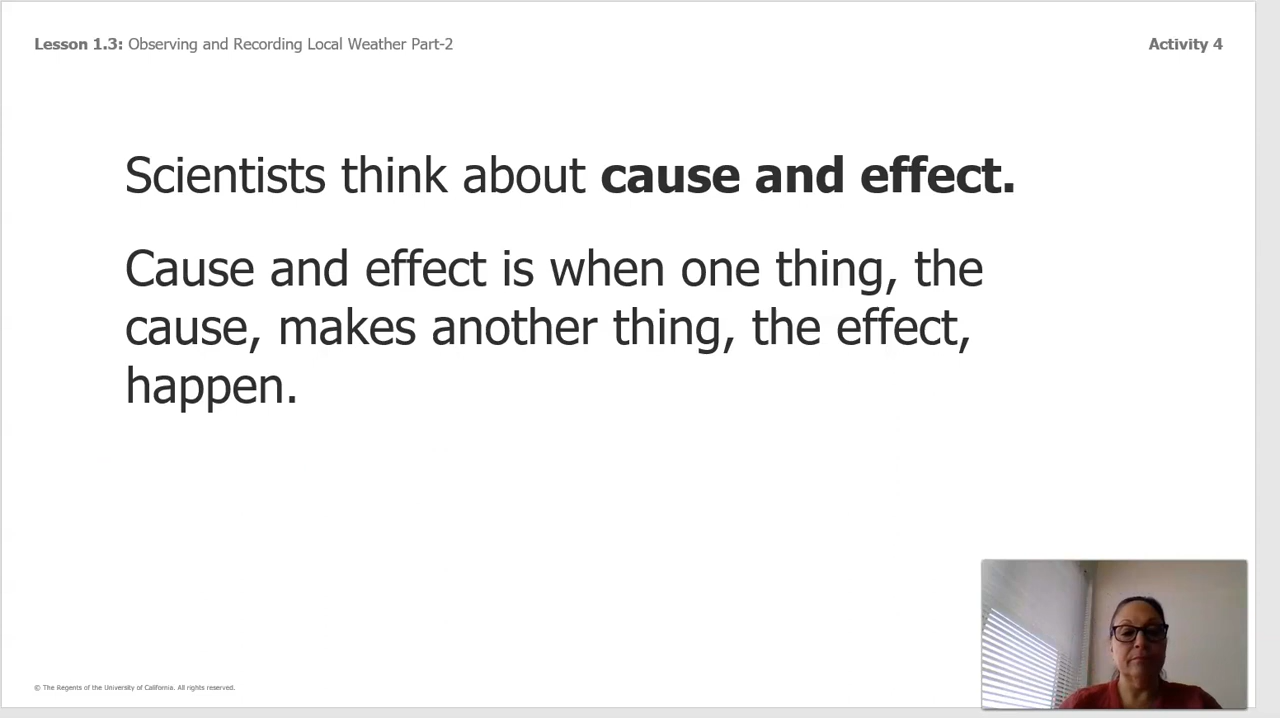 Lesson 1.3: Observing and Recording Local Weather Part-2
Activity 4
Scientists think about cause and effect.
Cause and effect is when one thing, the
cause, makes another thing, the effect,
happen.
© The Regents of the University of California. All rights reserved.